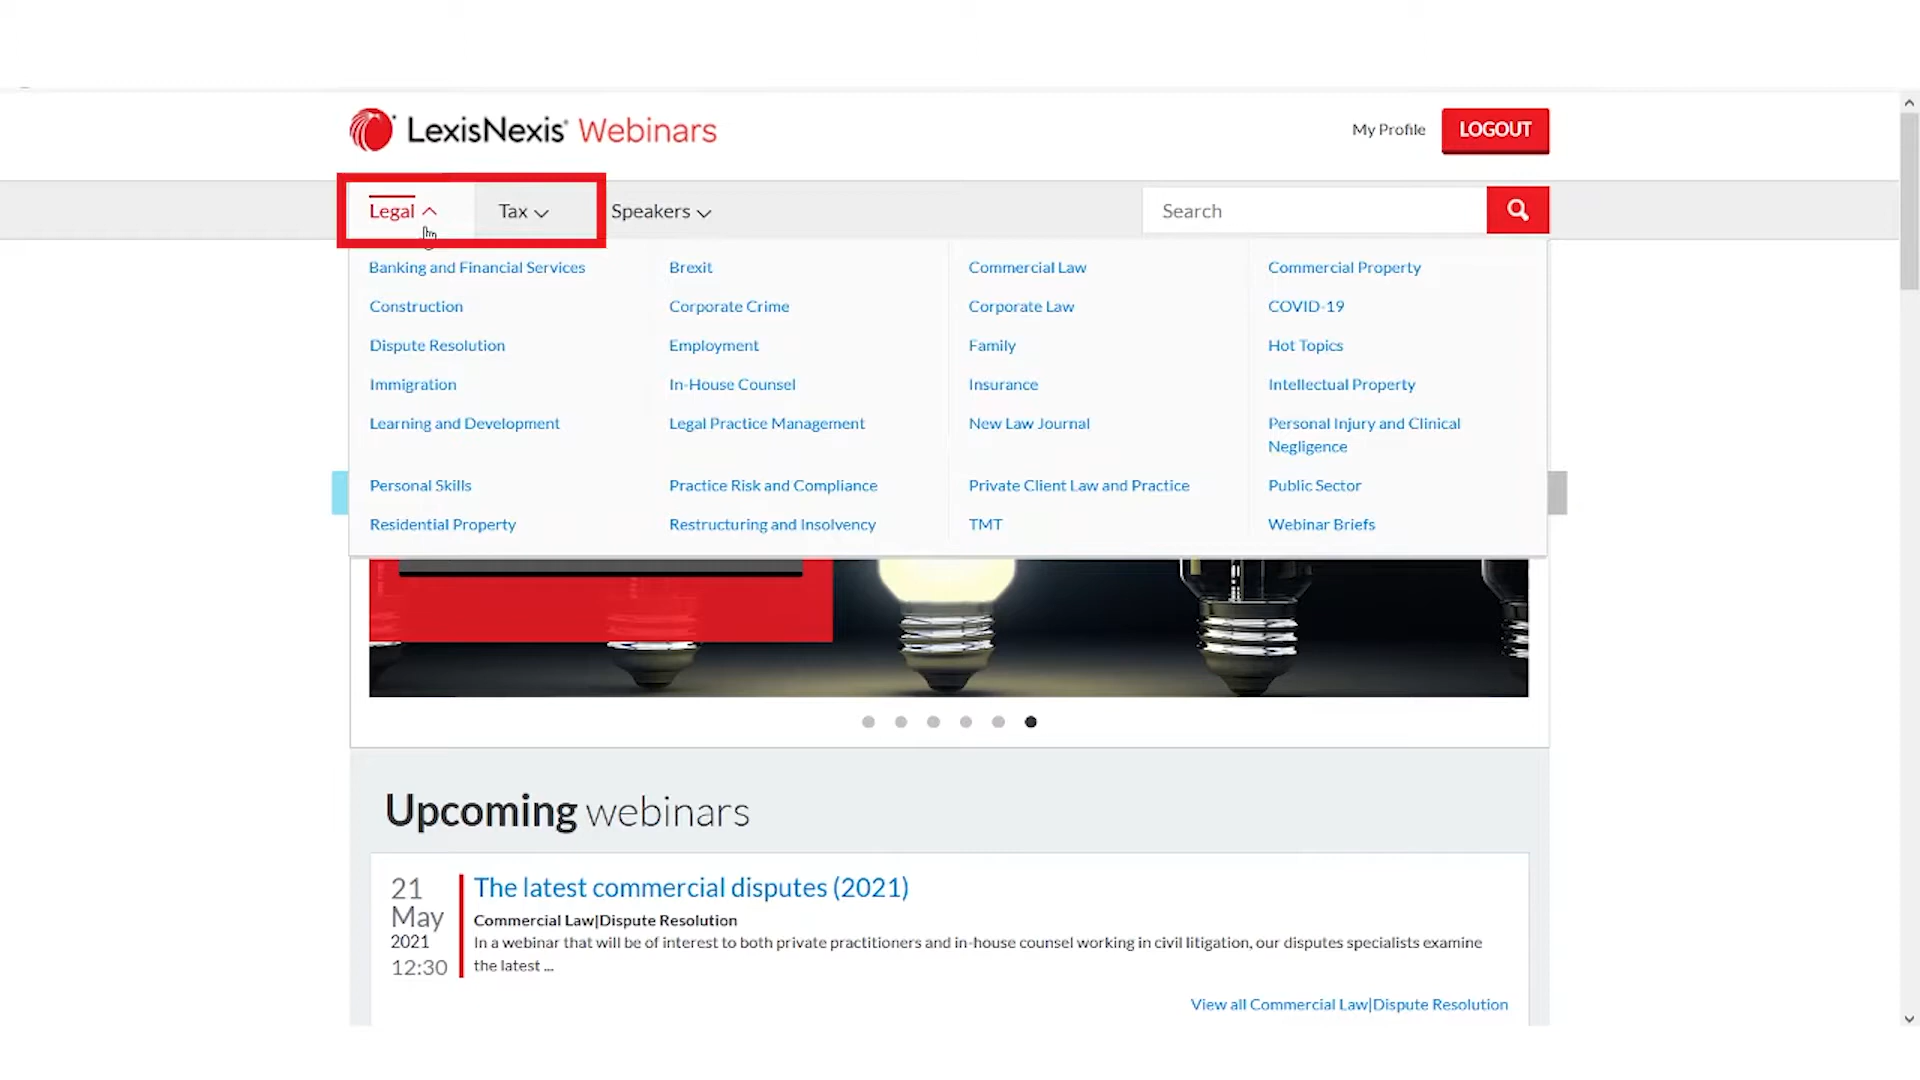 LexisNexis® Webinars
My Profile
LOGOUT
Legal
Tax
Speakers
Search
Banking and Financial Services
Brexit
Commercial Law
Commercial Property
Construction
Corporate Crime
Corporate Law
COVID-19
Dispute Resolution
Employment
Family
Hot Topics
Immigration
In-House Counsel
Insurance
Intellectual Property
Learning and Development
Legal Practice Management
New Law Journal
Personal Injury and Clinical
Negligence
Personal Skills
Practice Risk and Compliance
Private Client Law and Practice
Public Sector
Residential Property
Restructuring and Insolvency
TMT
Webinar Briefs
Upcoming webinars
21
May
2021
12:30
The latest commercial disputes (2021)
Commercial Law|Dispute Resolution
In a webinar that will be of interest to both private practitioners and in-house counsel working in civil litigation, our disputes specialists examine
the latest ...
View all Commercial Law|Dispute Resolution